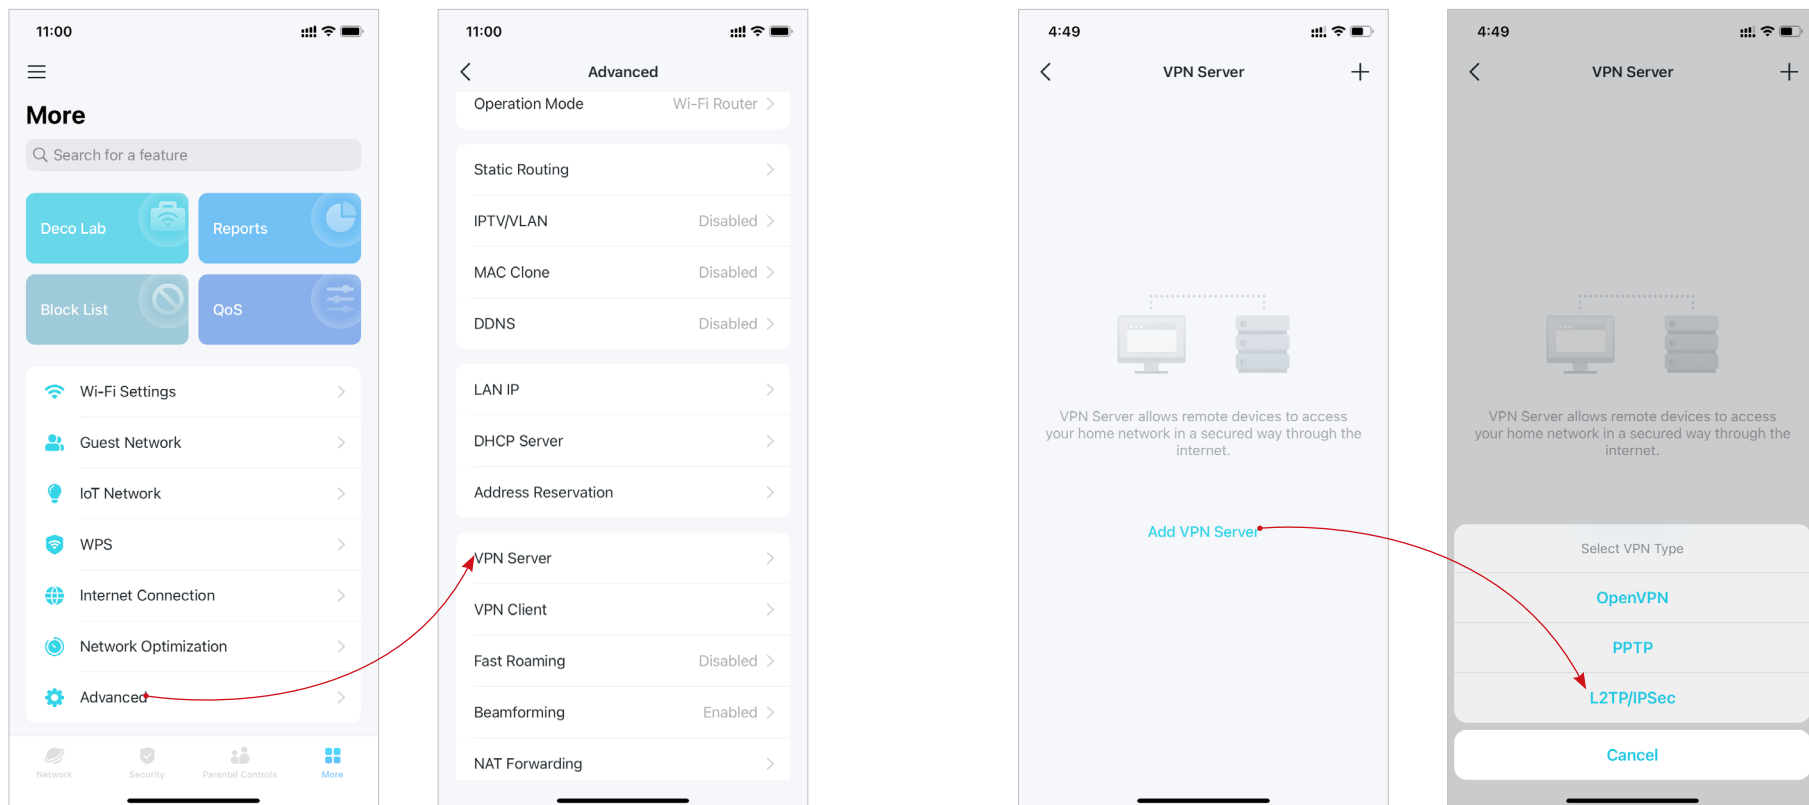 11:00
More
Search for a feature
Deco Lab
Reports
Block List
QoS
Wi-Fi Settings
Guest Network
IoT Network
WPS
Internet Connection
Network Optimization
Advanced
Network
Security
Parental Controls
More
11:00
Advanced
Operation Mode Wi-Fi Router
Static Routing
IPTV/VLAN Disabled
MAC Clone Disabled
DDNS Disabled
LAN IP
DHCP Server
Address Reservation
VPN Server
VPN Client
Fast Roaming Disabled
Beamforming Enabled
NAT Forwarding
4:49
VPN Server
VPN Server allows remote devices to access
your home network in a secured way through the
internet.
Add VPN Server
4:49
VPN Server
VPN Server allows remote devices to access
your home network in a secured way through the
internet.
Select VPN Type
OpenVPN
PPTP
L2TP/IPSec
Cancel